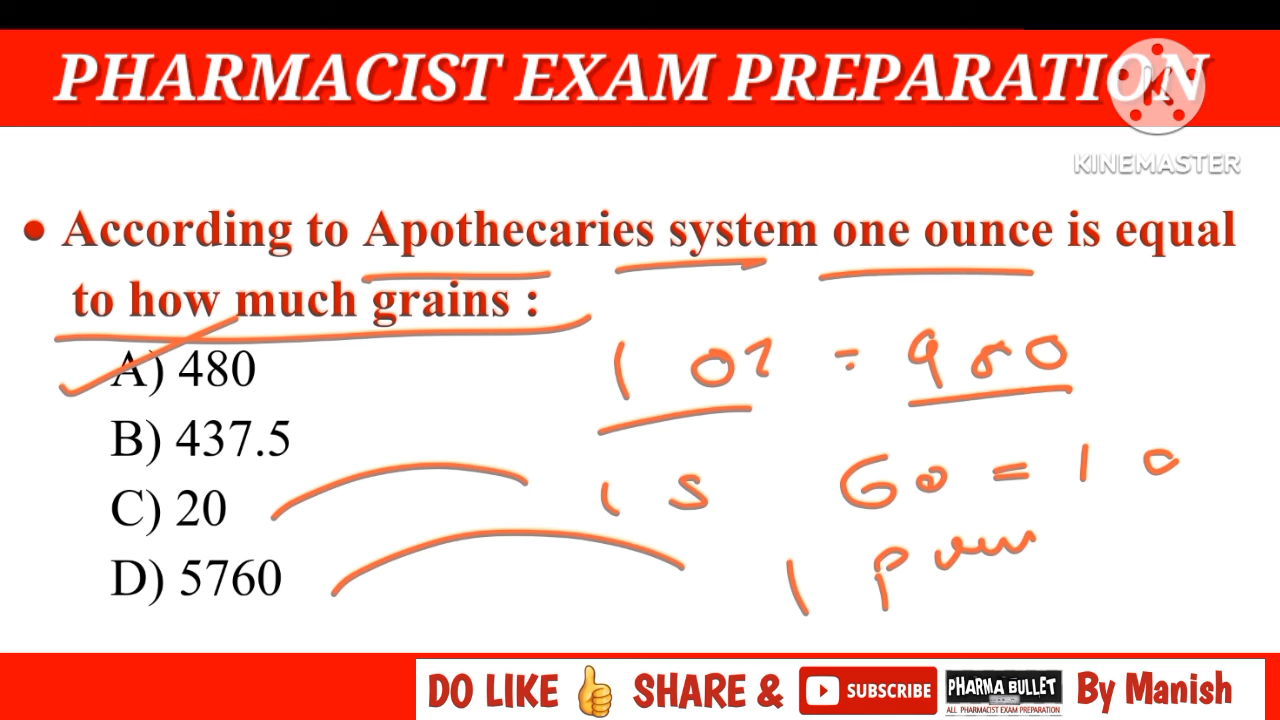 PHARMACIST EXAM PREPARATION
KINEMASTER
• According to Apothecaries system one ounce is equal
to how much grains :
A) 480
1 oz = 480
B) 437.5
C) 20
1 s 60 = 1
D) 5760
1
DO LIKE 👍 SHARE & SUBSCRIBE PHARMA BULLET By Manish
ALL PHARMACIST EXAM PREPARATION